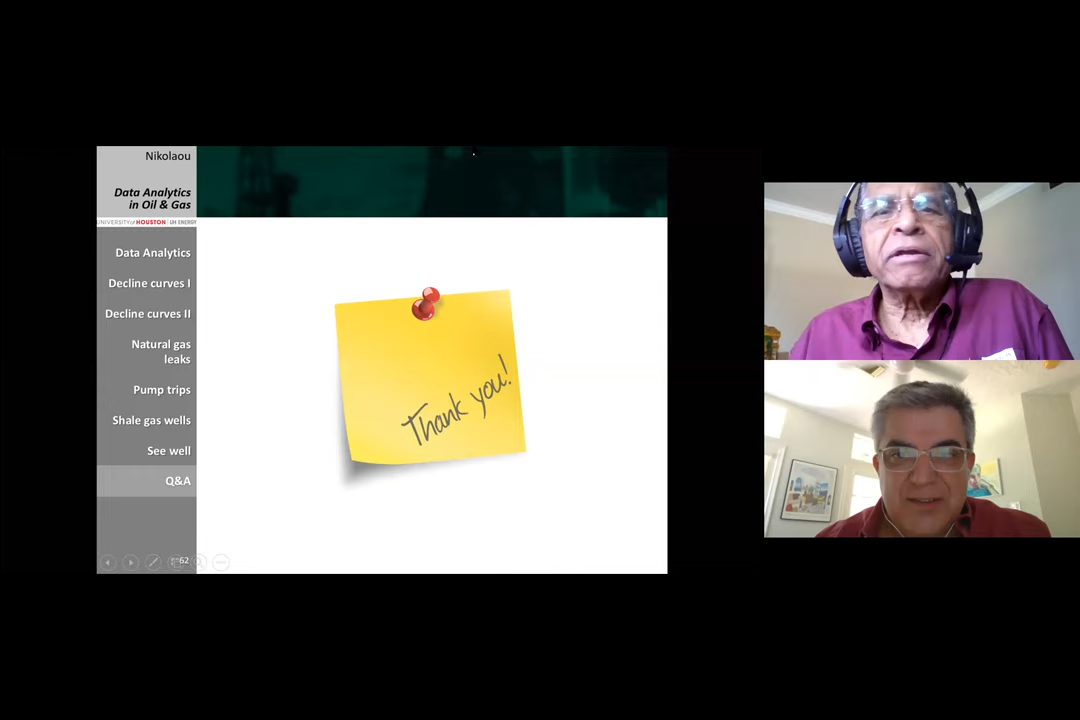 Nikolaou
Data Analytics
in Oil & Gas
UNIVERSITY of HOUSTON | UH ENERGY
Data Analytics
Decline curves I
Decline curves II
Natural gas
leaks
Pump trips
Shale gas wells
See well
Q&A
62
Thank you!